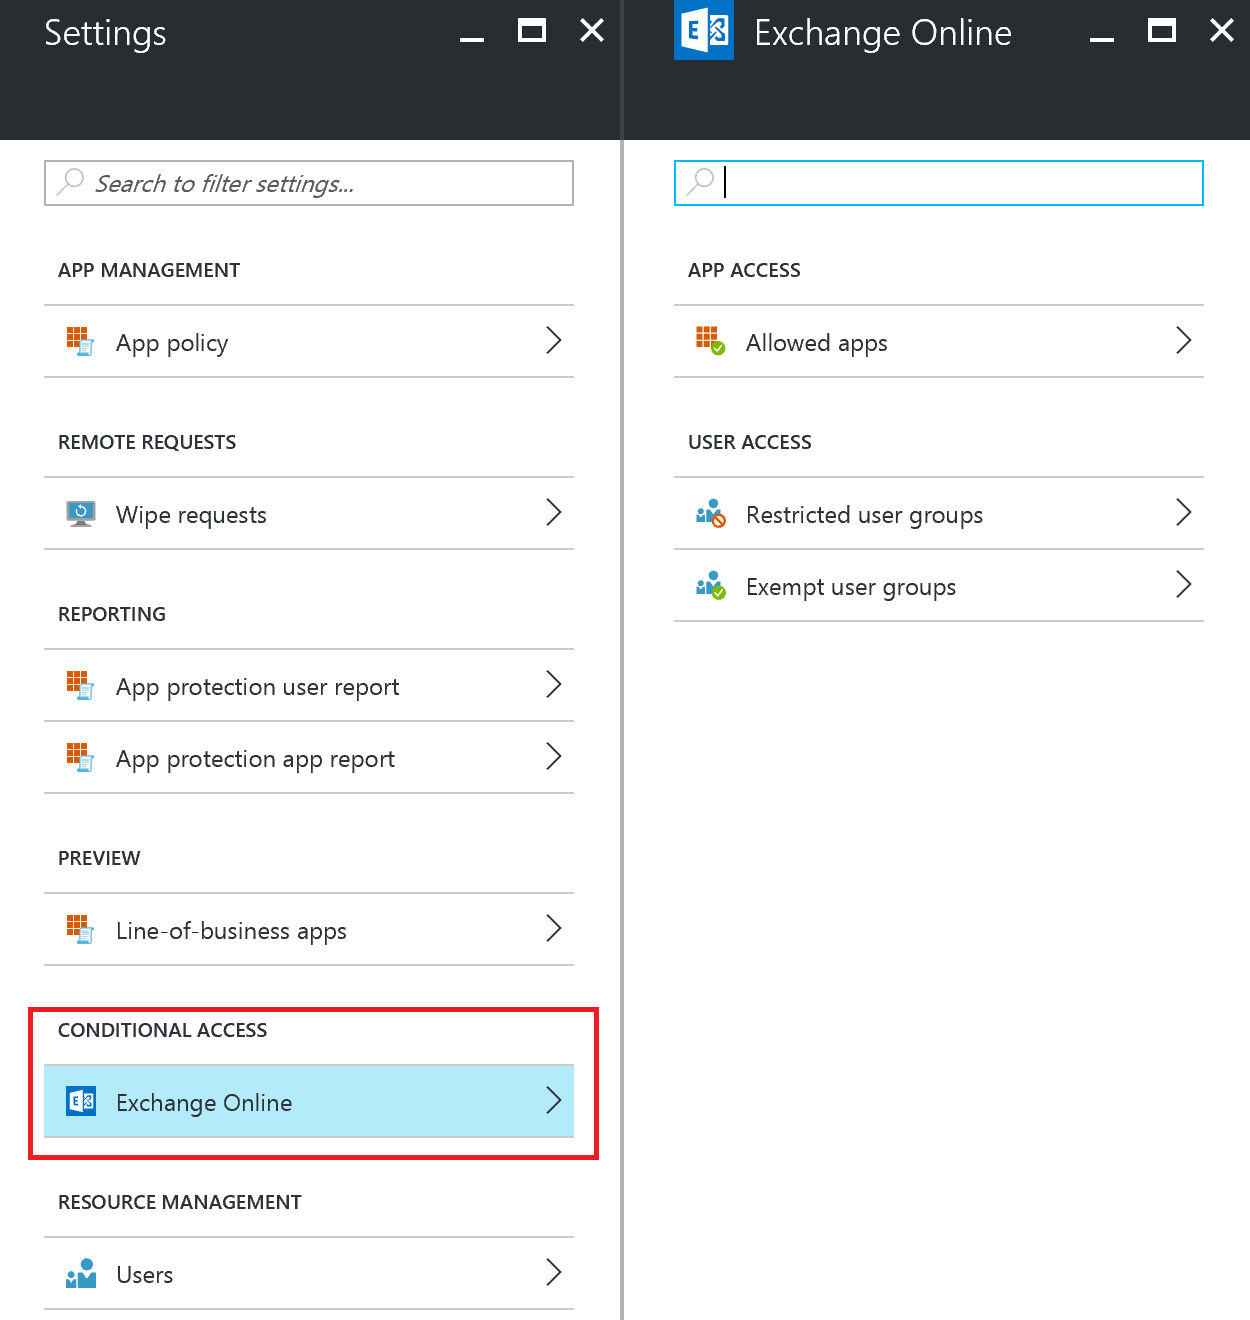 Settings
Search to filter settings...
APP MANAGEMENT
App policy
REMOTE REQUESTS
Wipe requests
REPORTING
App protection user report
App protection app report
PREVIEW
Line-of-business apps
CONDITIONAL ACCESS
Exchange Online
RESOURCE MANAGEMENT
Users
Exchange Online
APP ACCESS
Allowed apps
USER ACCESS
Restricted user groups
Exempt user groups